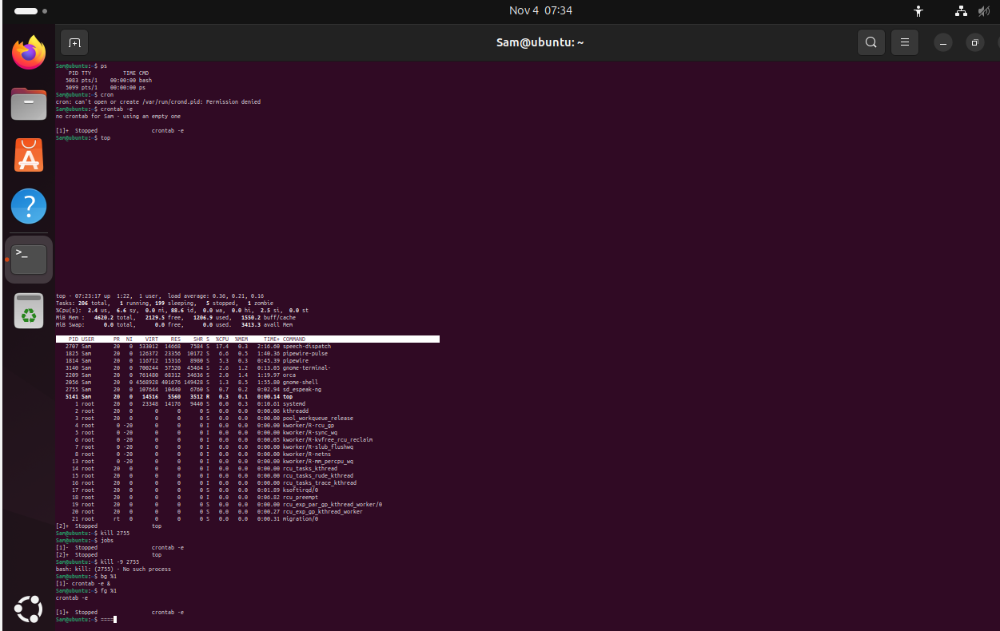 Nov 4 07:34
Sam@ubuntu: ~
Sam@ubuntu:~$ ps
    PID TTY          TIME CMD
   5083 pts/1    00:00:00 bash
   5099 pts/1    00:00:00 ps
Sam@ubuntu:~$ cron
cron: can't open or create /var/run/crond.pid: Permission denied
Sam@ubuntu:~$ crontab -e
no crontab for Sam - using an empty one
[1]+  Stopped                 crontab -e
Sam@ubuntu:~$ top
top - 07:23:17 up  1:22,  1 user,  load average: 0.36, 0.21, 0.16
Tasks: 206 total,   1 running, 199 sleeping,   5 stopped,   1 zombie
%Cpu(s):  2.4 us,  6.6 sy,  0.0 ni, 88.6 id,  0.0 wa,  0.0 hi,  2.5 si,  0.0 st
MiB Mem :   4620.2 total,   2129.5 free,   1206.9 used,   1550.2 buff/cache
MiB Swap:      0.0 total,      0.0 free,      0.0 used.   3413.3 avail Mem
    PID USER      PR  NI    VIRT    RES    SHR S  %CPU  %MEM     TIME+ COMMAND
   2707 Sam       20   0  533012  14668   7584 S  17.4   0.3   2:16.60 speech-dispatch
   1825 Sam       20   0  126372  23356  10172 S   6.6   0.5   1:40.36 pipewire-pulse
   1814 Sam       20   0  116712  15316   8980 S   5.3   0.3   0:45.39 pipewire
   3140 Sam       20   0  700244  57520  45464 S   2.6   1.2   0:13.05 gnome-terminal-
   2209 Sam       20   0  761480  68312  34636 S   2.0   1.4   1:19.97 orca
   2056 Sam       20   0 4568928 401676 149428 S   1.3   8.5   1:55.80 gnome-shell
   2755 Sam       20   0  107644  10440   6760 S   0.7   0.2   0:02.94 sd_espeak-ng
   5141 Sam       20   0   14516   5560   3512 R   0.3   0.1   0:00.14 top
      1 root      20   0   23348  14176   9440 S   0.0   0.3   0:10.61 systemd
      2 root      20   0       0      0      0 S   0.0   0.0   0:00.06 kthreadd
      3 root      20   0       0      0      0 S   0.0   0.0   0:00.00 pool_workqueue_release
      4 root       0 -20       0      0      0 I   0.0   0.0   0:00.00 kworker/R-rcu_gp
      5 root       0 -20       0      0      0 I   0.0   0.0   0:00.00 kworker/R-sync_wq
      6 root       0 -20       0      0      0 I   0.0   0.0   0:00.05 kworker/R-kvfree_rcu_reclaim
      7 root       0 -20       0      0      0 I   0.0   0.0   0:00.00 kworker/R-slub_flushwq
      8 root       0 -20       0      0      0 I   0.0   0.0   0:00.00 kworker/R-netns
     13 root       0 -20       0      0      0 I   0.0   0.0   0:00.00 kworker/R-mm_percpu_wq
     14 root      20   0       0      0      0 I   0.0   0.0   0:00.00 rcu_tasks_kthread
     15 root      20   0       0      0      0 I   0.0   0.0   0:00.00 rcu_tasks_rude_kthread
     16 root      20   0       0      0      0 I   0.0   0.0   0:00.00 rcu_tasks_trace_kthread
     17 root      20   0       0      0      0 S   0.0   0.0   0:01.89 ksoftirqd/0
     18 root      20   0       0      0      0 I   0.0   0.0   0:06.82 rcu_preempt
     19 root      20   0       0      0      0 S   0.0   0.0   0:00.00 rcu_exp_par_gp_kthread_worker/0
     20 root      20   0       0      0      0 S   0.0   0.0   0:00.27 rcu_exp_gp_kthread_worker
     21 root      rt   0       0      0      0 S   0.0   0.0   0:00.31 migration/0
[2]+  Stopped                 top
Sam@ubuntu:~$ kill 2755
Sam@ubuntu:~$ jobs
[1]-  Stopped                 crontab -e
[2]+  Stopped                 top
Sam@ubuntu:~$ kill -9 2755
bash: kill: (2755) - No such process
Sam@ubuntu:~$ bg %1
[1]- crontab -e &
Sam@ubuntu:~$ fg %1
crontab -e
[1]+  Stopped                 crontab -e
Sam@ubuntu:~$ ====